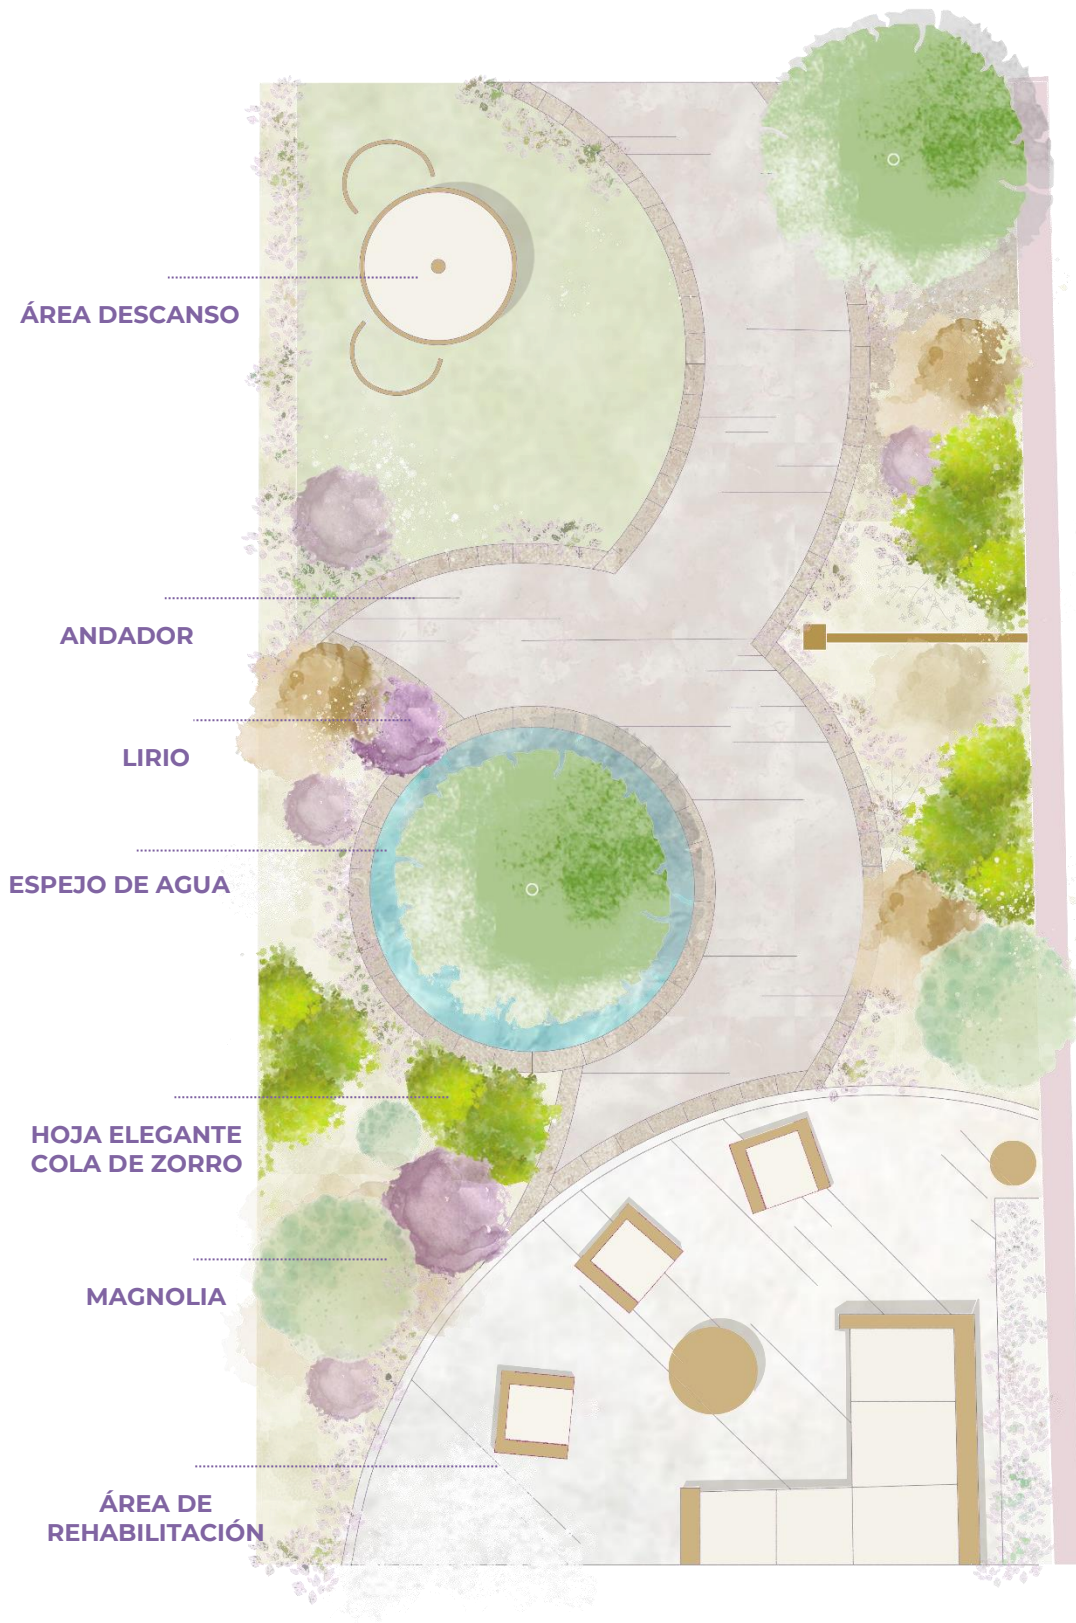 ÁREA DESCANSO
ANDADOR
LIRIO
ESPEJO DE AGUA
HOJA ELEGANTE
COLA DE ZORRO
MAGNOLIA
ÁREA DE
REHABILITACIÓN